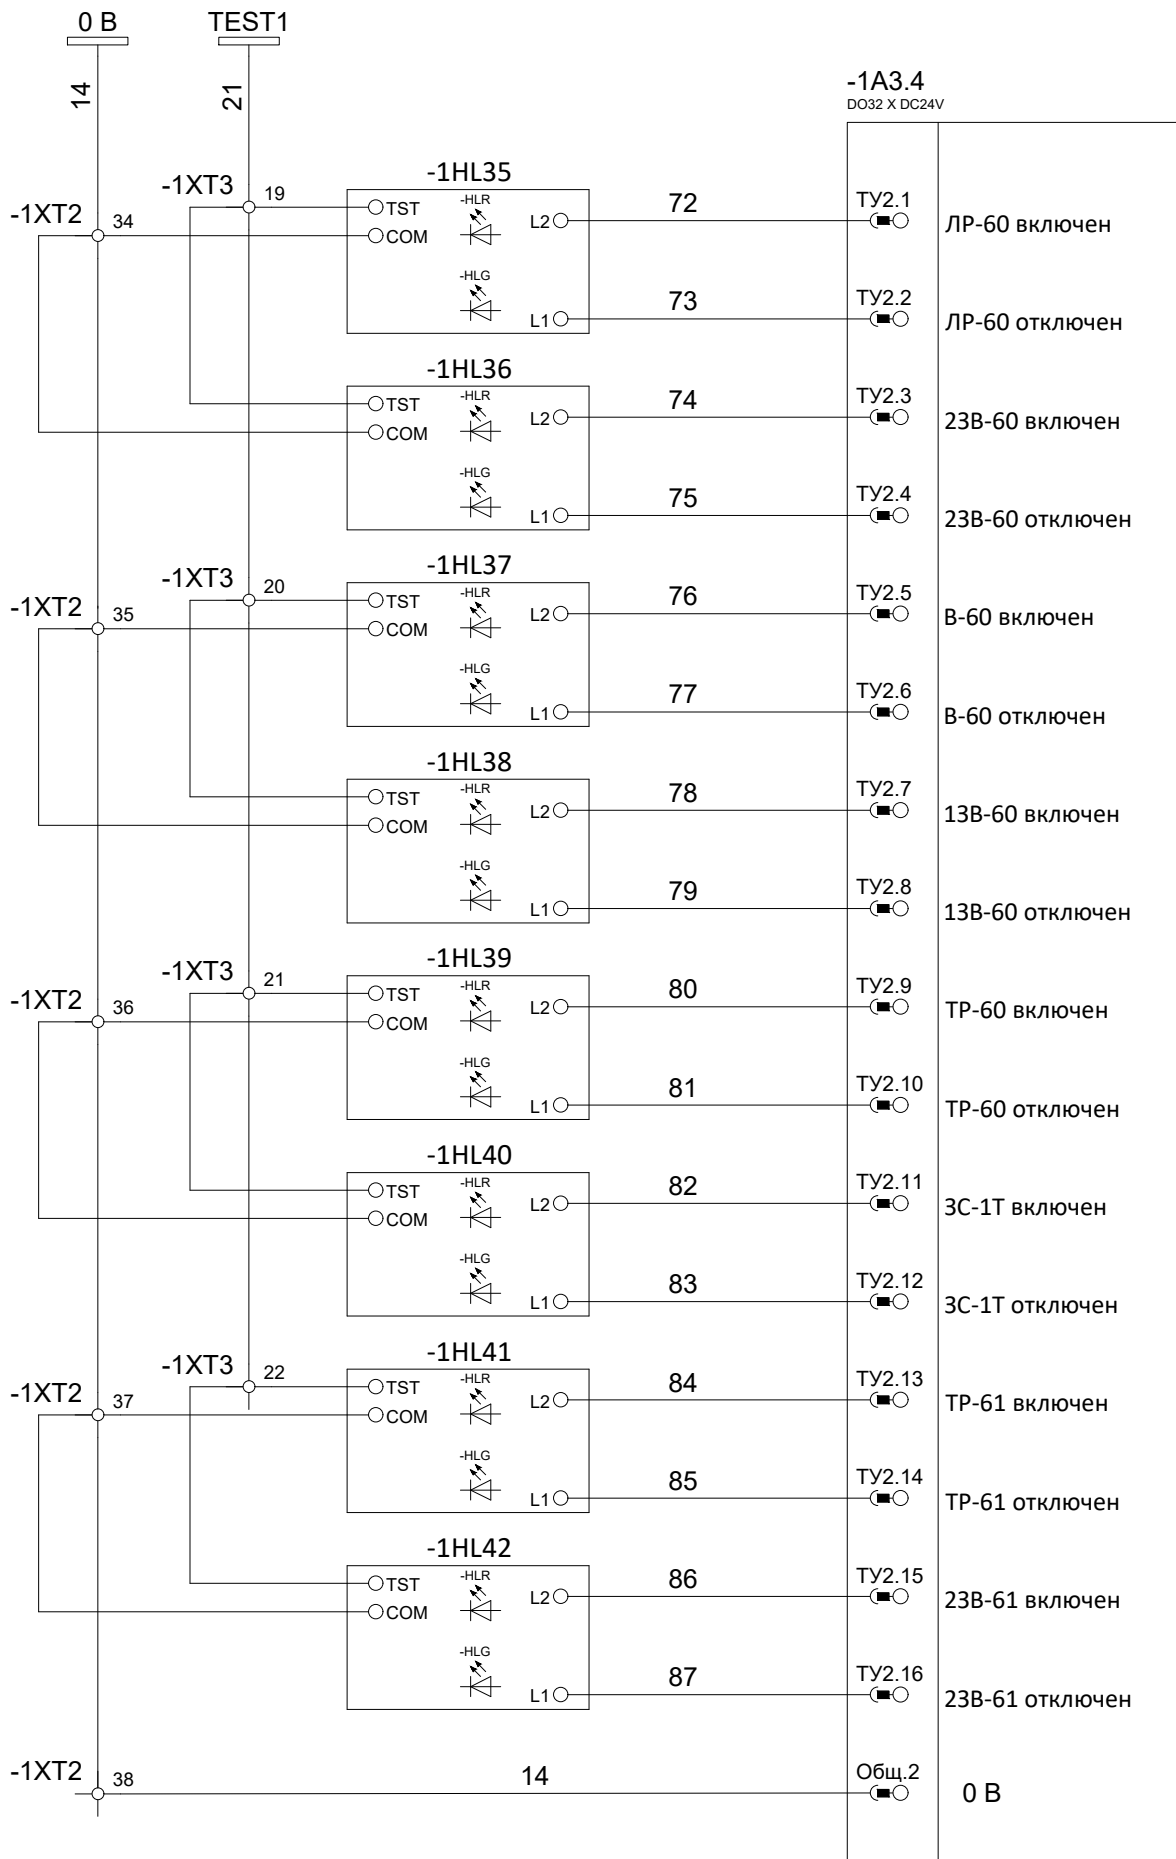 0 В
TEST1
14
21
-1A3.4
DO32 X DC24V
-1HL35
-1XT3
19
-1XT2
34
TST
COM
-HLR
L2
72
ТУ2.1
ЛР-60 включен
-HLG
L1
73
ТУ2.2
ЛР-60 отключен
-1HL36
TST
COM
-HLR
L2
74
ТУ2.3
23В-60 включен
-HLG
L1
75
ТУ2.4
23В-60 отключен
-1HL37
-1XT3
20
-1XT2
35
TST
COM
-HLR
L2
76
ТУ2.5
В-60 включен
-HLG
L1
77
ТУ2.6
В-60 отключен
-1HL38
TST
COM
-HLR
L2
78
ТУ2.7
13В-60 включен
-HLG
L1
79
ТУ2.8
13В-60 отключен
-1HL39
-1XT3
21
-1XT2
36
TST
COM
-HLR
L2
80
ТУ2.9
ТР-60 включен
-HLG
L1
81
ТУ2.10
ТР-60 отключен
-1HL40
TST
COM
-HLR
L2
82
ТУ2.11
ЗС-1Т включен
-HLG
L1
83
ТУ2.12
ЗС-1Т отключен
-1HL41
-1XT3
22
-1XT2
37
TST
COM
-HLR
L2
84
ТУ2.13
ТР-61 включен
-HLG
L1
85
ТУ2.14
ТР-61 отключен
-1HL42
TST
COM
-HLR
L2
86
ТУ2.15
23В-61 включен
-HLG
L1
87
ТУ2.16
23В-61 отключен
-1XT2
38
14
Общ.2
0 В